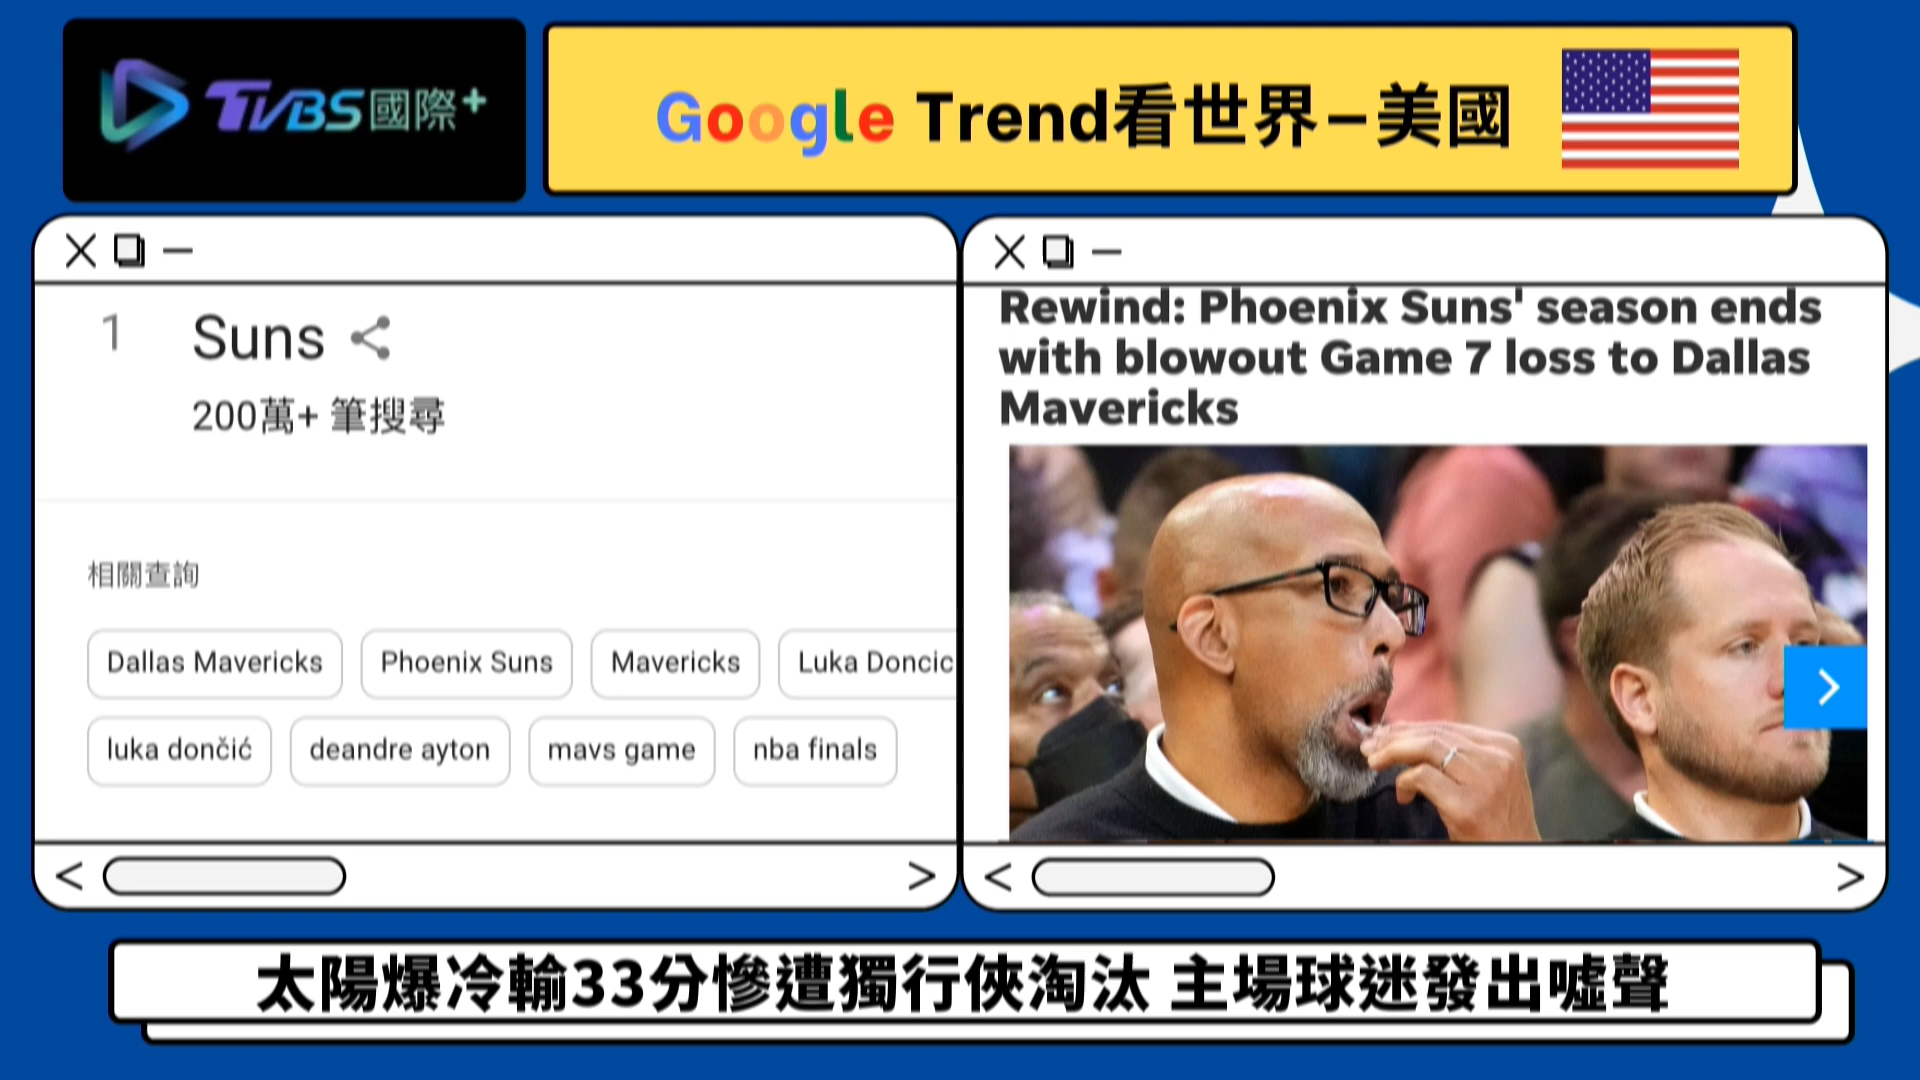 TVBS國際+
Google Trend看世界-美國
1 Suns
200萬+ 筆搜尋
相關查詢
Dallas Mavericks Phoenix Suns Mavericks Luka Doncic
luka dončić deandre ayton mavs game nba finals
Rewind: Phoenix Suns' season ends
with blowout Game 7 loss to Dallas
Mavericks
太陽爆冷輸33分慘遭獨行俠淘汰 主場球迷發出噓聲